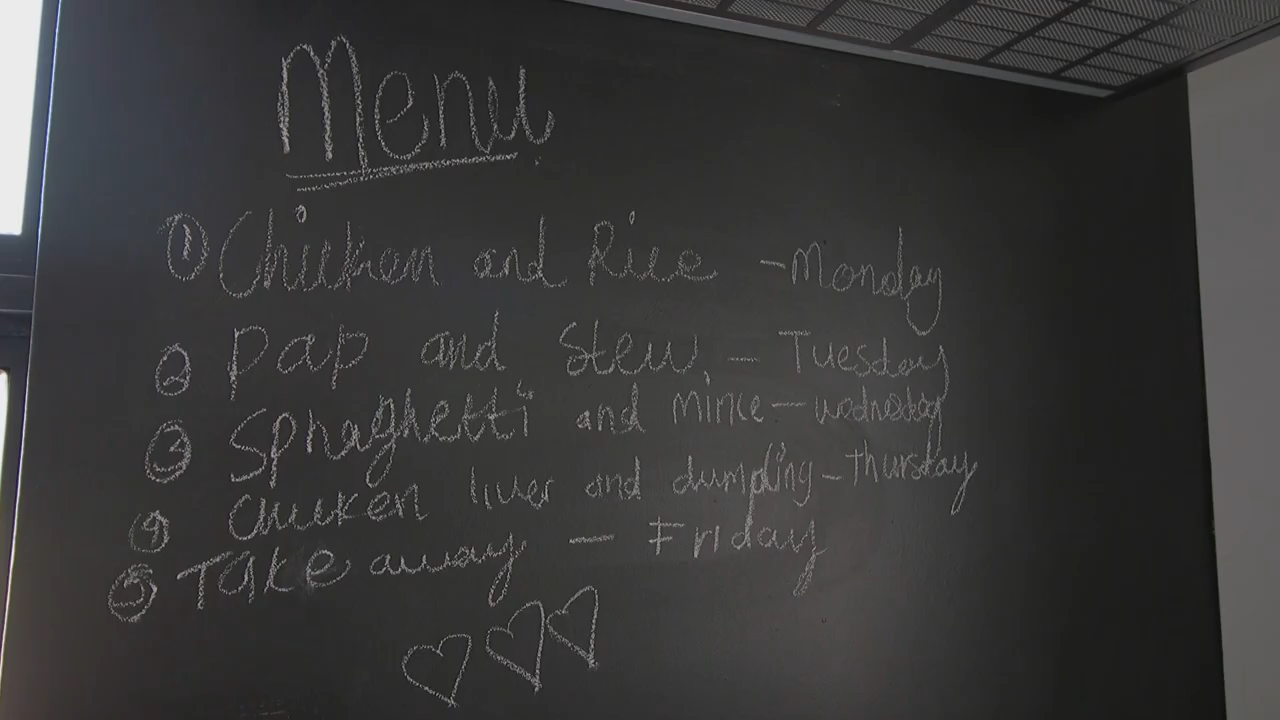 Menu
① Chicken and Rice - Monday
② Pap and Stew - Tuesday
③ Sphaghetti and mince - wednesday
④ Chicken liver and dumpling - Thursday
⑤ Take away - Friday